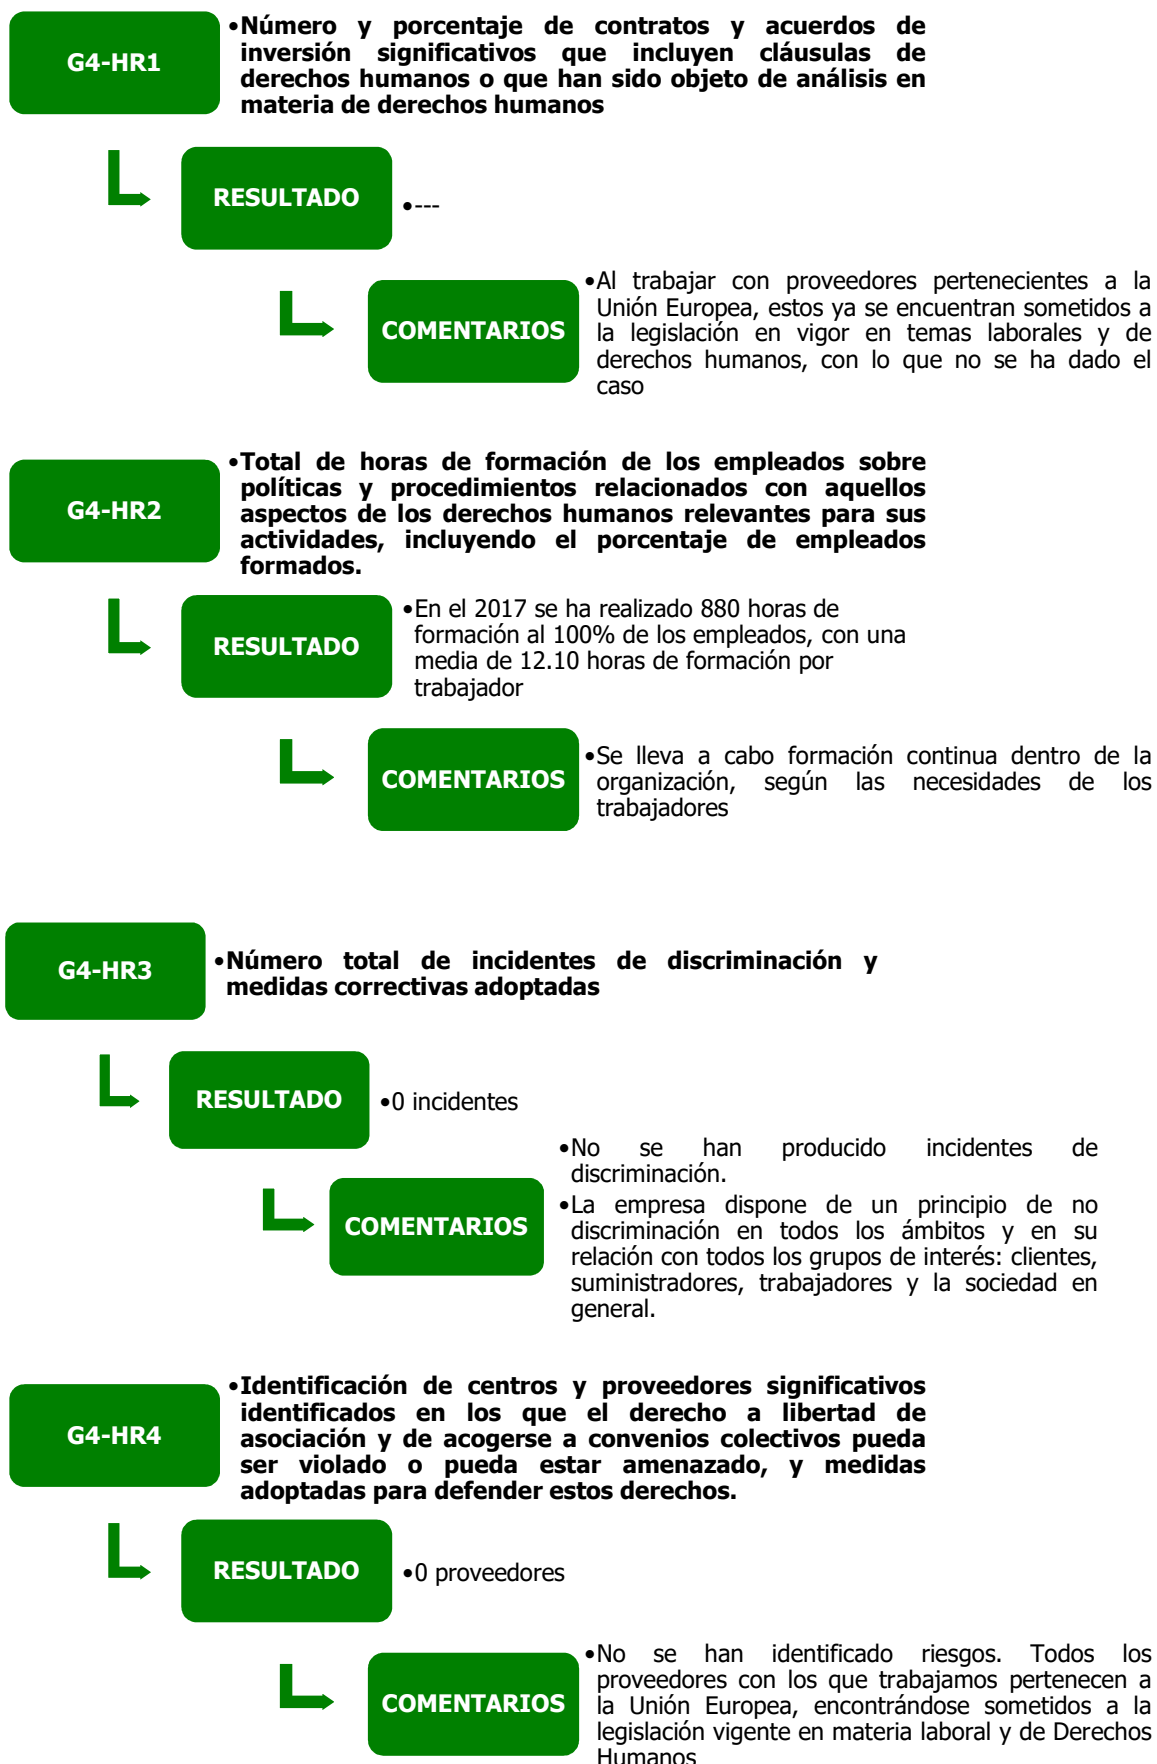 G4-HR1
•Número y porcentaje de contratos y acuerdos de
inversión significativos que incluyen cláusulas de
derechos humanos o que han sido objeto de análisis en
materia de derechos humanos
RESULTADO
•---
COMENTARIOS
•Al trabajar con proveedores pertenecientes a la
Unión Europea, estos ya se encuentran sometidos a
la legislación en vigor en temas laborales y de
derechos humanos, con lo que no se ha dado el
caso
G4-HR2
•Total de horas de formación de los empleados sobre
políticas y procedimientos relacionados con aquellos
aspectos de los derechos humanos relevantes para sus
actividades, incluyendo el porcentaje de empleados
formados.
RESULTADO
•En el 2017 se ha realizado 880 horas de
formación al 100% de los empleados, con una
media de 12.10 horas de formación por
trabajador
COMENTARIOS
•Se lleva a cabo formación continua dentro de la
organización, según las necesidades de los
trabajadores
G4-HR3
•Número total de incidentes de discriminación y
medidas correctivas adoptadas
RESULTADO
•0 incidentes
COMENTARIOS
•No se han producido incidentes de
discriminación.
•La empresa dispone de un principio de no
discriminación en todos los ámbitos y en su
relación con todos los grupos de interés: clientes,
suministradores, trabajadores y la sociedad en
general.
G4-HR4
•Identificación de centros y proveedores significativos
identificados en los que el derecho a libertad de
asociación y de acogerse a convenios colectivos pueda
ser violado o pueda estar amenazado, y medidas
adoptadas para defender estos derechos.
RESULTADO
•0 proveedores
COMENTARIOS
•No se han identificado riesgos. Todos los
proveedores con los que trabajamos pertenecen a
la Unión Europea, encontrándose sometidos a la
legislación vigente en materia laboral y de Derechos
Humanos